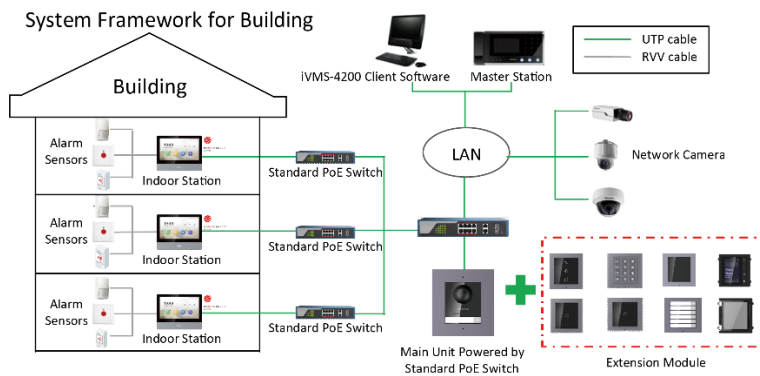 System Framework for Building
Building
iVMS-4200 Client Software
Master Station
UTP cable
RVV cable
Alarm
Sensors
Indoor Station
Standard PoE Switch
LAN
Network Camera
Alarm
Sensors
Indoor Station
Standard PoE Switch
Alarm
Sensors
Indoor Station
Standard PoE Switch
Main Unit Powered by
Standard PoE Switch
Extension Module